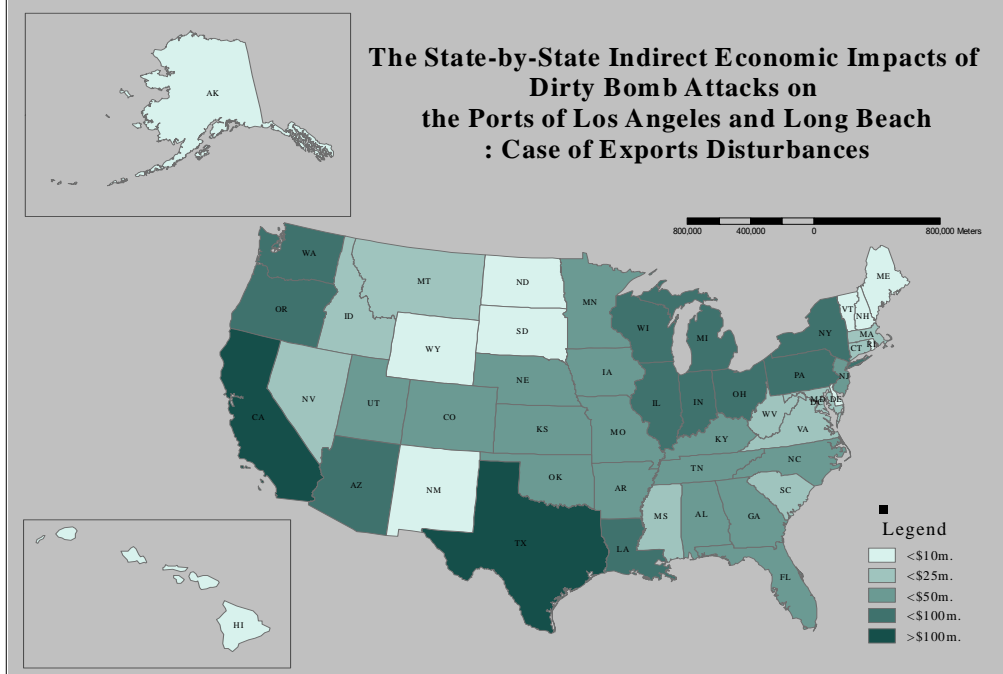 The State-by-State Indirect Economic Impacts of
Dirty Bomb Attacks on
the Ports of Los Angeles and Long Beach
: Case of Exports Disturbances
AK
800,000 400,000 0 800,000 Meters
WA
MT
ND
MN
ME
OR
ID
SD
WI
MI
NY
VT
NH
MA
CT
RI
WY
NE
IA
PA
NJ
NV
UT
CO
IL
IN
OH
MD
DE
DC
WV
VA
CA
KS
MO
KY
AZ
NM
OK
AR
TN
NC
SC
MS
AL
GA
TX
LA
FL
HI
Legend
<$10m.
<$25m.
<$50m.
<$100m.
>$100m.